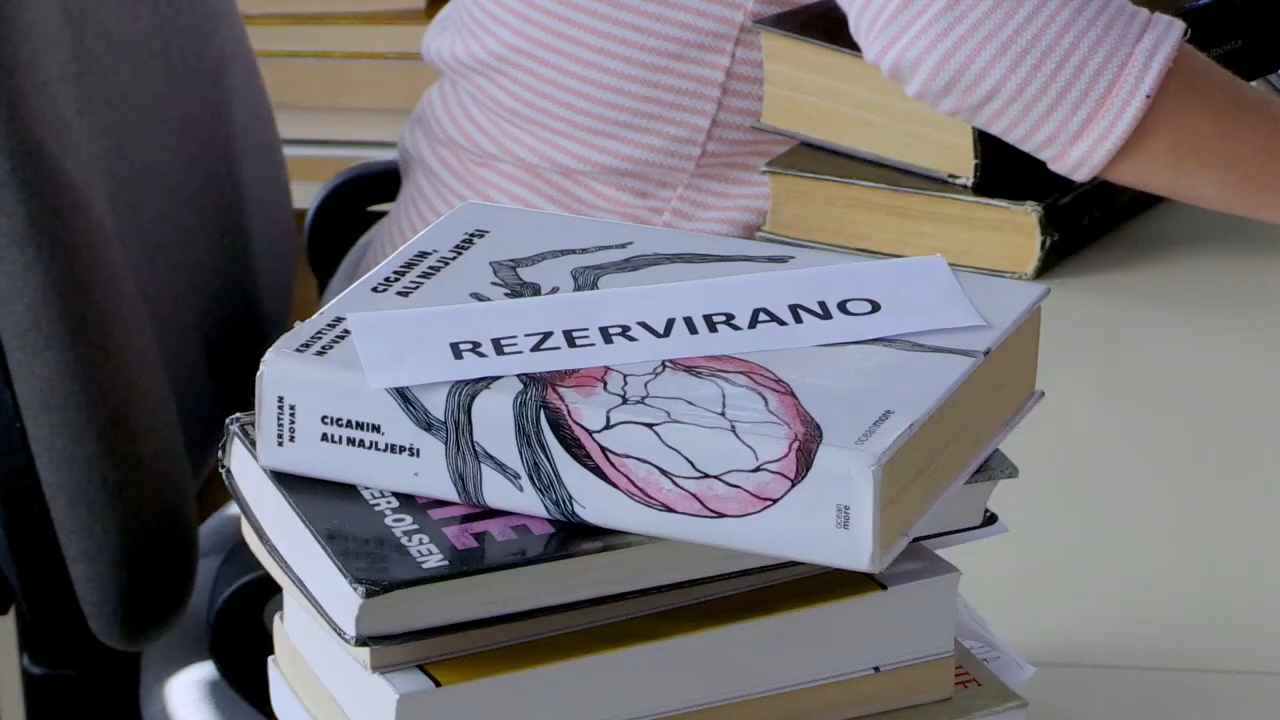 CIGANIN,
ALI NAJLJEPŠI
KRISTIAN
NOVAK
REZERVIRANO
KRISTIAN
NOVAK
CIGANIN,
ALI NAJLJEPŠI
oceanmore
ocean
more
ER-OLSEN